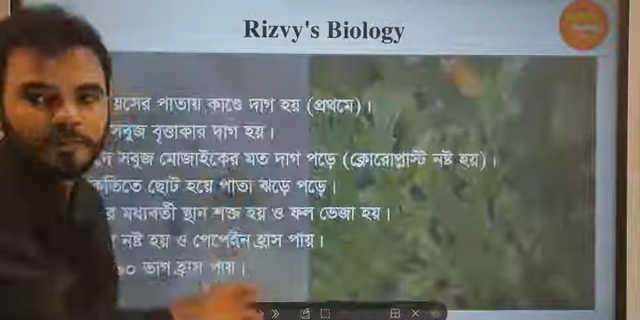 Rizvy's Biology
য়সের পাতায় কাণ্ডে দাগ হয় (প্রথমে)।
সবুজ বৃত্তাকার দাগ হয়।
সবুজ মোজাইকের মত দাগ পড়ে (ক্লোরোপ্লাস্ট নষ্ট হয়)।
কৃতিতে ছোট হয়ে পাতা ঝড়ে পড়ে।
র মধ্যবর্তী স্থান শক্ত হয় ও ফল ভেজা হয়।
নষ্ট হয় ও পেপেইন হ্রাস পায়।
৯০ ভাগ হ্রাস পায়।